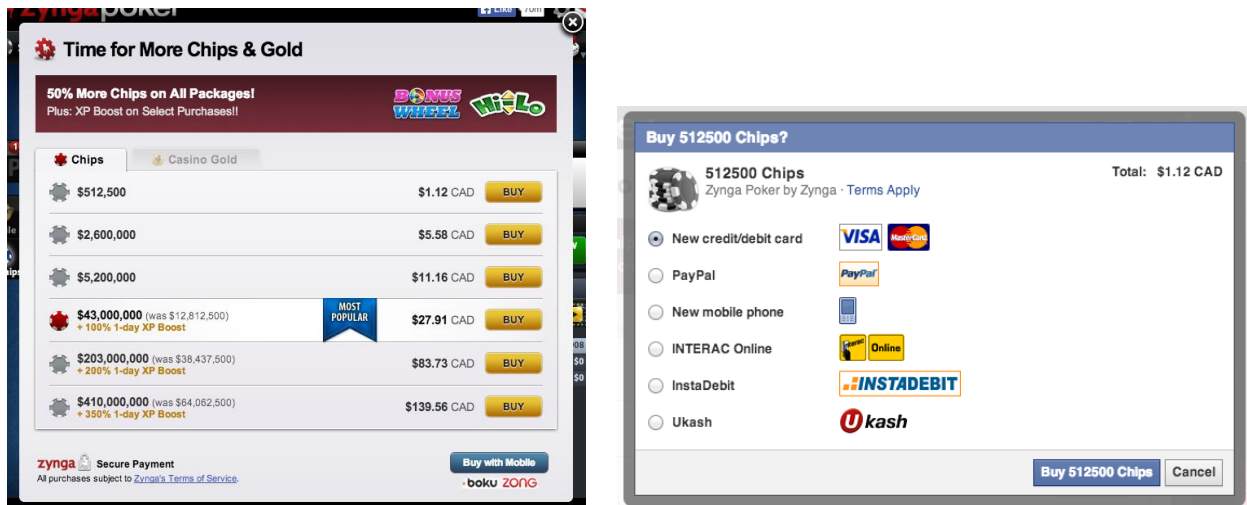 zyngapoker
Like
70m
Time for More Chips & Gold
50% More Chips on All Packages!
Plus: XP Boost on Select Purchases!!
BONUS
WHEEL
Hi Lo
Chips
Casino Gold
$512,500 $1.12 CAD BUY
$2,600,000 $5.58 CAD BUY
$5,200,000 $11.16 CAD BUY
MOST
POPULAR
$43,000,000 (was $12,812,500) $27.91 CAD BUY
+ 100% 1-day XP Boost
$203,000,000 (was $38,437,500) $83.73 CAD BUY
+ 200% 1-day XP Boost
$410,000,000 (was $64,062,500) $139.56 CAD BUY
+ 350% 1-day XP Boost
zynga Secure Payment
All purchases subject to Zynga's Terms of Service.
Buy with Mobile
boku ZONG
Buy 512500 Chips?
512500 Chips Total: $1.12 CAD
Zynga Poker by Zynga · Terms Apply
New credit/debit card VISA MasterCard
PayPal PayPal
New mobile phone
INTERAC Online Interac Online
InstaDebit INSTADEBIT
Ukash Ukash
Buy 512500 Chips Cancel